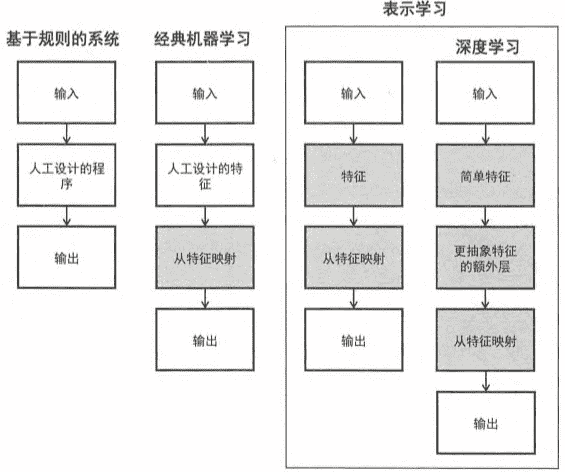 表示学习
基于规则的系统
经典机器学习
深度学习
输入
输入
输入
输入
人工设计的程
序
人工设计的特
征
特征
简单特征
输出
从特征映射
从特征映射
更抽象特征
的额外层
输出
输出
从特征映射
输出